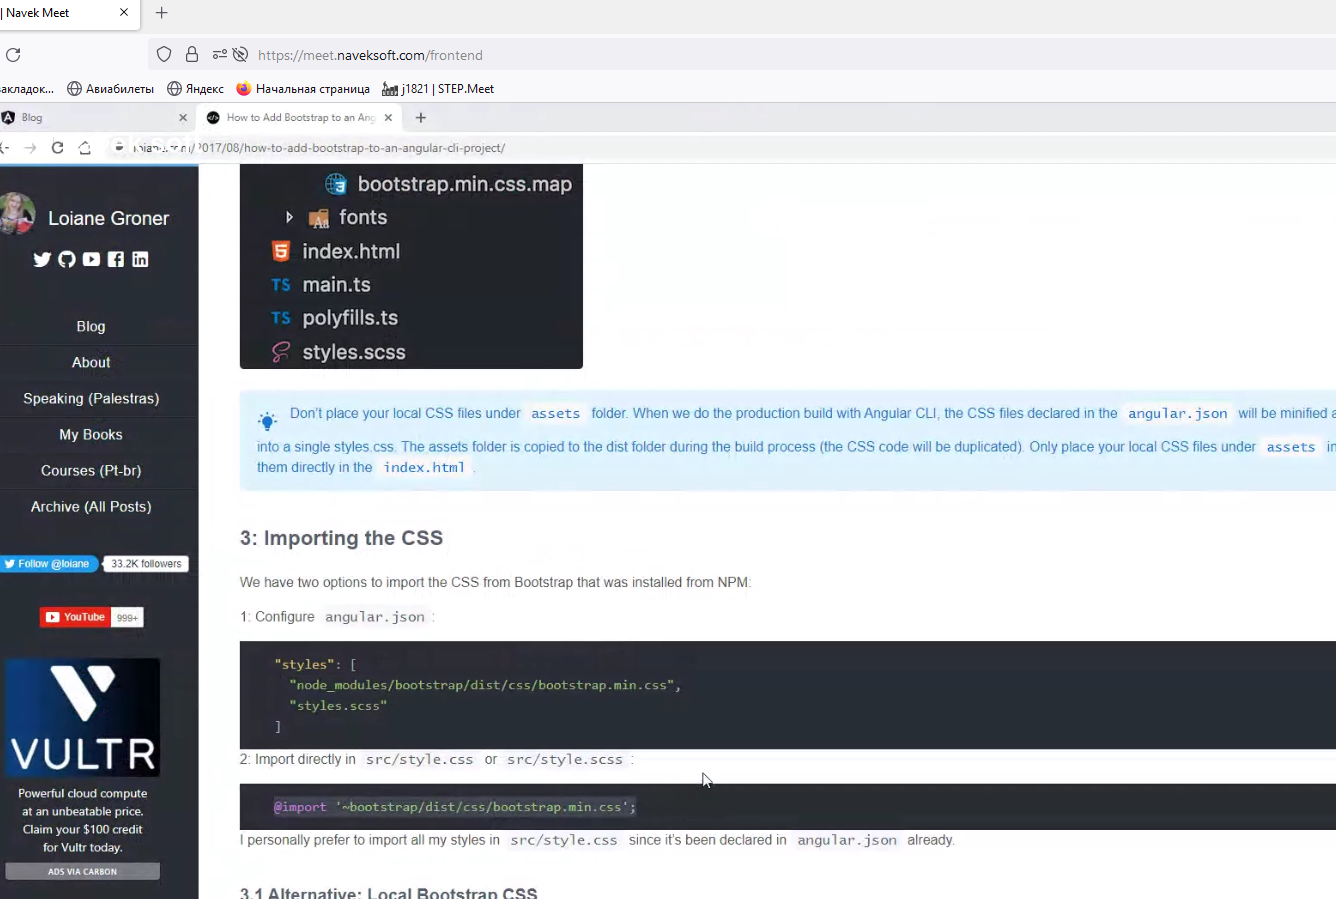 | Navek Meet
https://meet.naveksoft.com/frontend
акладок...
Авиабилеты
Яндекс
Начальная страница
j1821 | STEP.Meet
Blog
How to Add Bootstrap to an Ang
/2017/08/how-to-add-bootstrap-to-an-angular-cli-project/
Loiane Groner
Blog
About
Speaking (Palestras)
My Books
Courses (Pt-br)
Archive (All Posts)
Follow @loiane
33.2K followers
YouTube
999+
VULTR
Powerful cloud compute
at an unbeatable price.
Claim your $100 credit
for Vultr today.
ADS VIA CARBON
bootstrap.min.css.map
fonts
index.html
TS main.ts
TS polyfills.ts
styles.scss
Don't place your local CSS files under assets folder. When we do the production build with Angular CLI, the CSS files declared in the angular.json will be minified a
into a single styles.css. The assets folder is copied to the dist folder during the build process (the CSS code will be duplicated). Only place your local CSS files under assets in
them directly in the index.html .
3: Importing the CSS
We have two options to import the CSS from Bootstrap that was installed from NPM:
1: Configure angular.json :
"styles": [
"node_modules/bootstrap/dist/css/bootstrap.min.css",
"styles.scss"
]
2: Import directly in src/style.css or src/style.scss :
@import '~bootstrap/dist/css/bootstrap.min.css';
I personally prefer to import all my styles in src/style.css since it's been declared in angular.json already.
3.1 Alternative: Local Bootstrap CSS